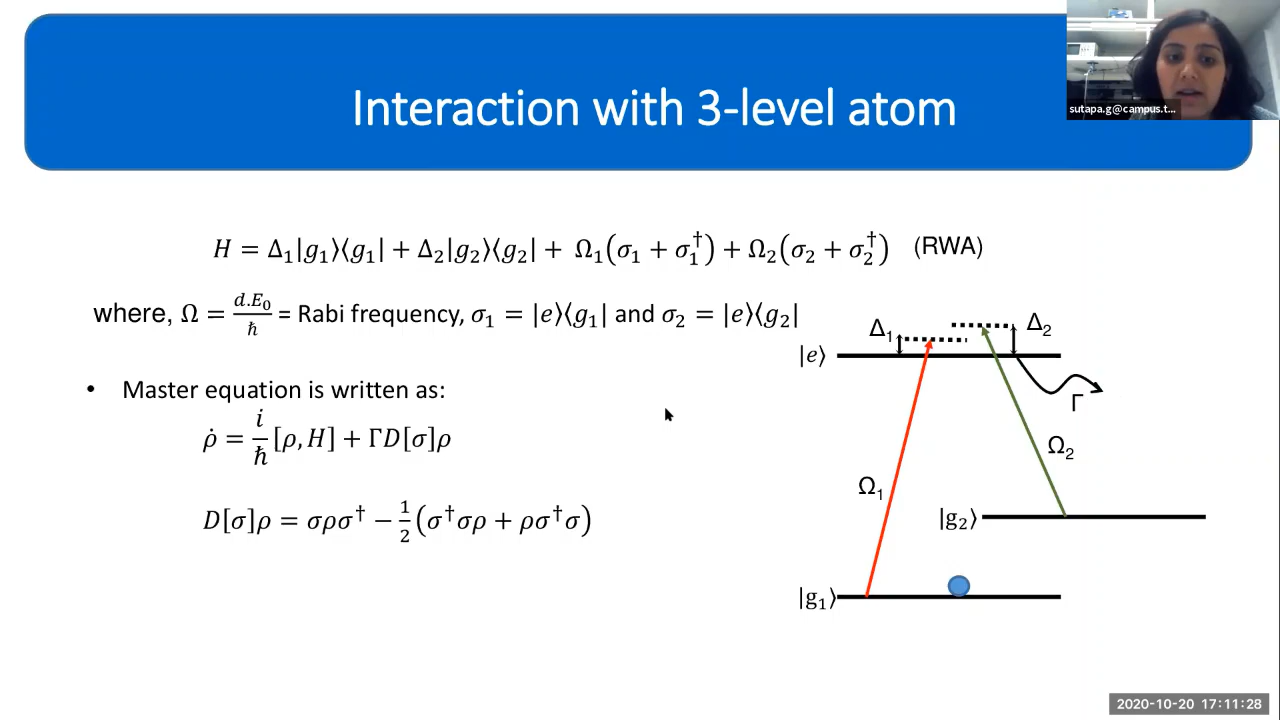 sutapa.g@campus.t...
Interaction with 3-level atom
H = Δ₁|g₁⟩⟨g₁| + Δ₂|g₂⟩⟨g₂| + Ω₁(σ₁ + σ₁†) + Ω₂(σ₂ + σ₂†) (RWA)
where, Ω = d.E₀/ħ = Rabi frequency, σ₁ = |e⟩⟨g₁| and σ₂ = |e⟩⟨g₂|
Δ₁ Δ₂
|e⟩
• Master equation is written as:
Γ
ρ̇ = i/ħ [ρ, H] + ΓD[σ]ρ
Ω₂
Ω₁
D[σ]ρ = σρσ† − 1/2 (σ†σρ + ρσ†σ)
|g₂⟩
|g₁⟩
2020-10-20 17:11:28